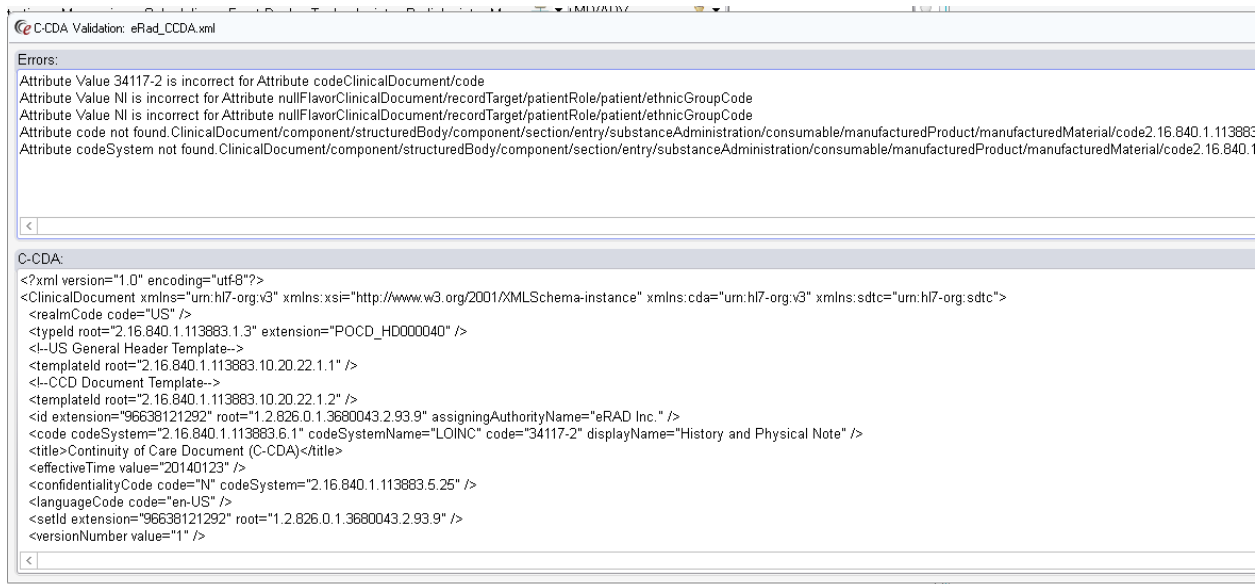 C-CDA Validation: eRad_CCDA.xml
Errors:
Attribute Value 34117-2 is incorrect for Attribute codeClinicalDocument/code
Attribute Value NI is incorrect for Attribute nullFlavorClinicalDocument/recordTarget/patientRole/patient/ethnicGroupCode
Attribute Value NI is incorrect for Attribute nullFlavorClinicalDocument/recordTarget/patientRole/patient/ethnicGroupCode
Attribute code not found.ClinicalDocument/component/structuredBody/component/section/entry/substanceAdministration/consumable/manufacturedProduct/manufacturedMaterial/code2.16.840.1.113883
Attribute codeSystem not found.ClinicalDocument/component/structuredBody/component/section/entry/substanceAdministration/consumable/manufacturedProduct/manufacturedMaterial/code2.16.840.1
C-CDA:
<?xml version="1.0" encoding="utf-8"?>
<ClinicalDocument xmlns="urn:hl7-org:v3" xmlns:xsi="http://www.w3.org/2001/XMLSchema-instance" xmlns:cda="urn:hl7-org:v3" xmlns:sdtc="urn:hl7-org:sdtc">
<realmCode code="US" />
<typeId root="2.16.840.1.113883.1.3" extension="POCD_HD000040" />
<!--US General Header Template-->
<templateId root="2.16.840.1.113883.10.20.22.1.1" />
<!--CCD Document Template-->
<templateId root="2.16.840.1.113883.10.20.22.1.2" />
<id extension="96638121292" root="1.2.826.0.1.3680043.2.93.9" assigningAuthorityName="eRAD Inc." />
<code codeSystem="2.16.840.1.113883.6.1" codeSystemName="LOINC" code="34117-2" displayName="History and Physical Note" />
<title>Continuity of Care Document (C-CDA)</title>
<effectiveTime value="20140123" />
<confidentialityCode code="N" codeSystem="2.16.840.1.113883.5.25" />
<languageCode code="en-US" />
<setId extension="96638121292" root="1.2.826.0.1.3680043.2.93.9" />
<versionNumber value="1" />